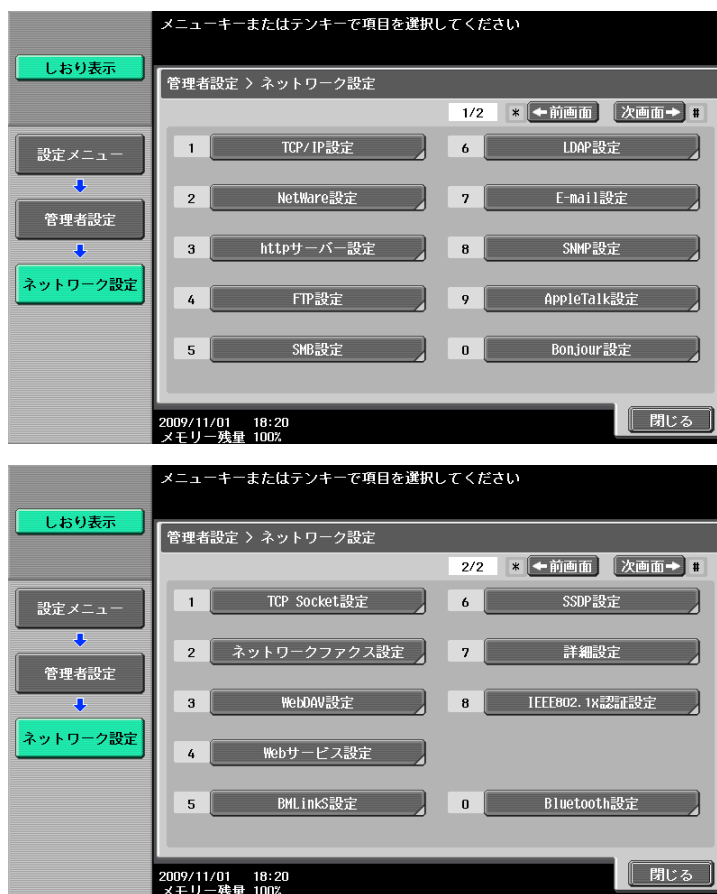 メニューキーまたはテンキーで項目を選択してください
しおり表示
管理者設定 > ネットワーク設定
1/2 * ←前画面 次画面→ #
設定メニュー
管理者設定
ネットワーク設定
1 TCP/IP設定
6 LDAP設定
2 NetWare設定
7 E-mail設定
3 httpサーバー設定
8 SNMP設定
4 FTP設定
9 AppleTalk設定
5 SMB設定
0 Bonjour設定
2009/11/01 18:20
メモリー残量 100%
閉じる
メニューキーまたはテンキーで項目を選択してください
しおり表示
管理者設定 > ネットワーク設定
2/2 * ←前画面 次画面→ #
設定メニュー
管理者設定
ネットワーク設定
1 TCP Socket設定
6 SSDP設定
2 ネットワークファクス設定
7 詳細設定
3 WebDAV設定
8 IEEE802.1X認証設定
4 Webサービス設定
5 BMLinkS設定
0 Bluetooth設定
2009/11/01 18:20
メモリー残量 100%
閉じる